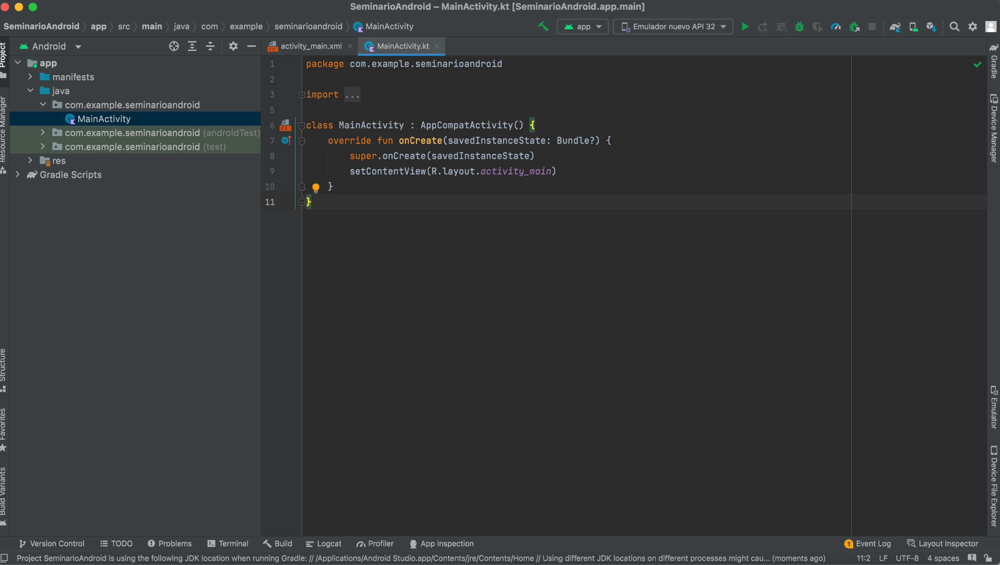 SeminarioAndroid – MainActivity.kt [SeminarioAndroid.app.main]
SeminarioAndroid app src main java com example seminarioandroid MainActivity
app Emulador nuevo API 32
Project
Resource Manager
Structure
Favorites
Build Variants
Android
app
manifests
java
com.example.seminarioandroid
MainActivity
com.example.seminarioandroid (androidTest)
com.example.seminarioandroid (test)
res
Gradle Scripts
activity_main.xml MainActivity.kt
1 package com.example.seminarioandroid
2
3 import ...
5
6 class MainActivity : AppCompatActivity() {
7 override fun onCreate(savedInstanceState: Bundle?) {
8 super.onCreate(savedInstanceState)
9 setContentView(R.layout.activity_main)
10 }
11 }
Gradle
Device Manager
Emulator
Device File Explorer
Version Control TODO Problems Terminal Build Logcat Profiler App Inspection 1 Event Log Layout Inspector
Project SeminarioAndroid is using the following JDK location when running Gradle: // /Applications/Android Studio.app/Contents/jre/Contents/Home // Using different JDK locations on different processes might cau... (moments ago) 11:2 LF UTF-8 4 spaces